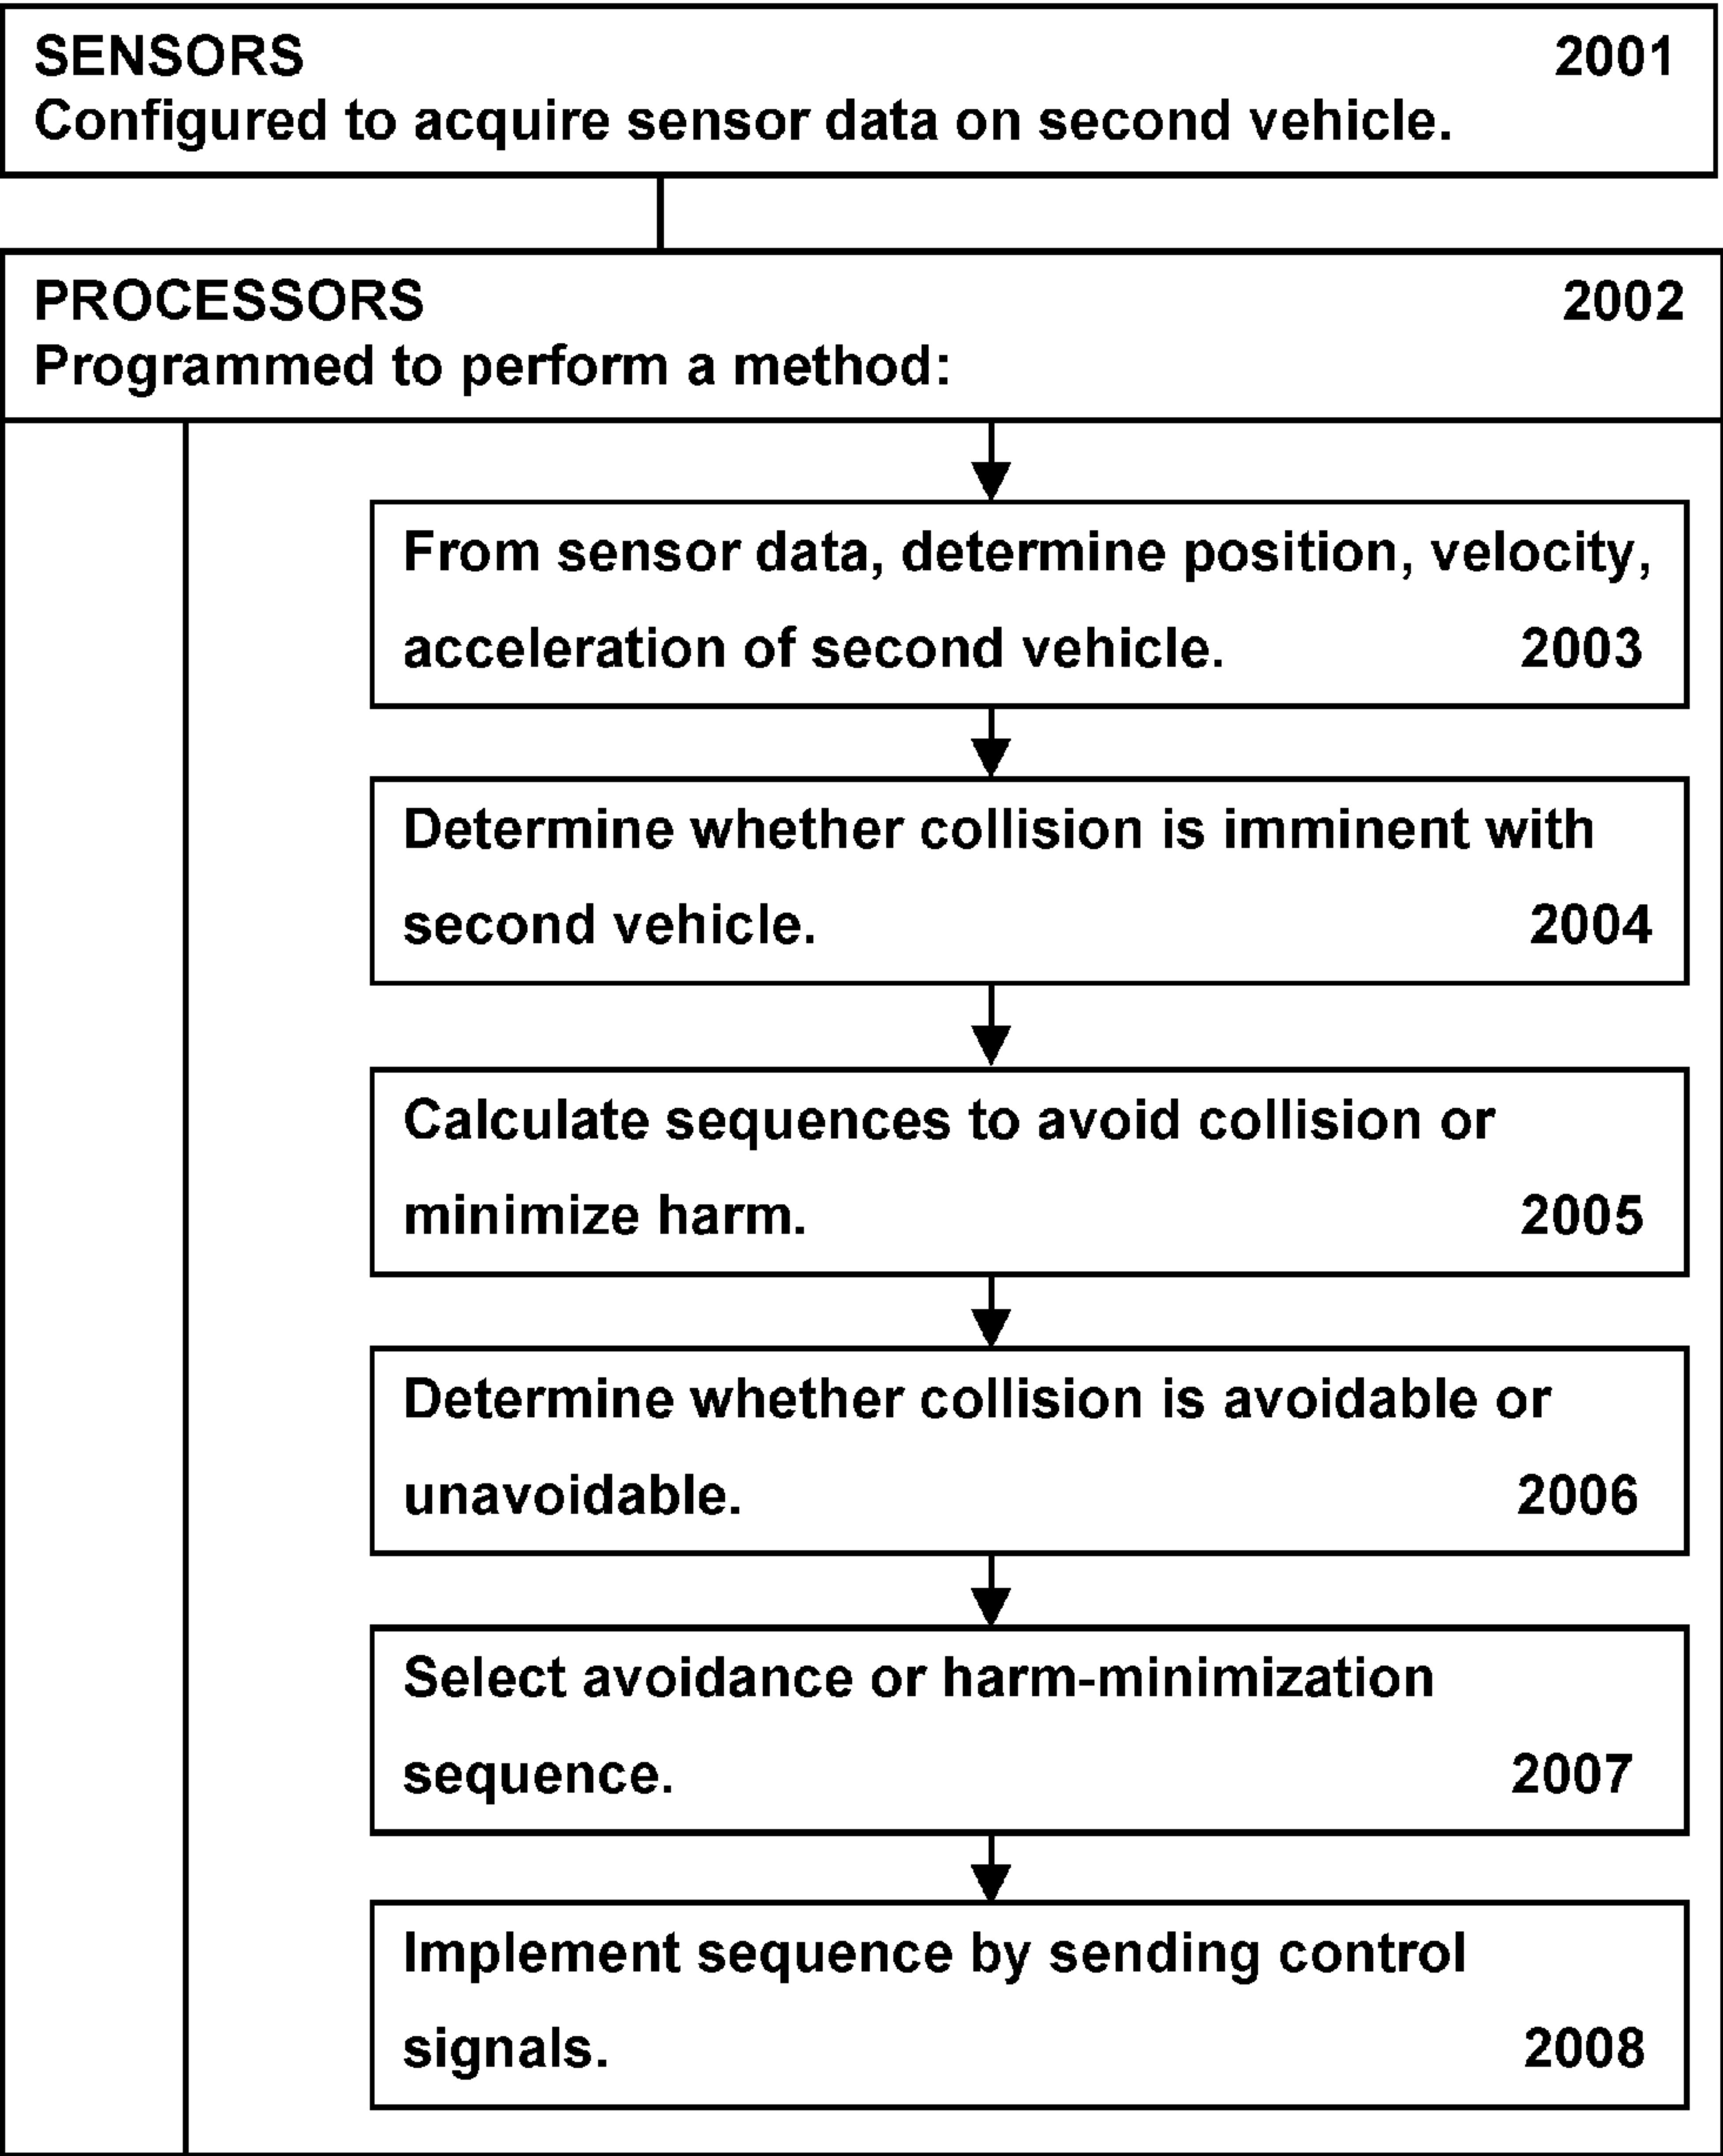 SENSORS 2001
Configured to acquire sensor data on second vehicle.
PROCESSORS 2002
Programmed to perform a method:
From sensor data, determine position, velocity,
acceleration of second vehicle. 2003
Determine whether collision is imminent with
second vehicle. 2004
Calculate sequences to avoid collision or
minimize harm. 2005
Determine whether collision is avoidable or
unavoidable. 2006
Select avoidance or harm-minimization
sequence. 2007
Implement sequence by sending control
signals. 2008